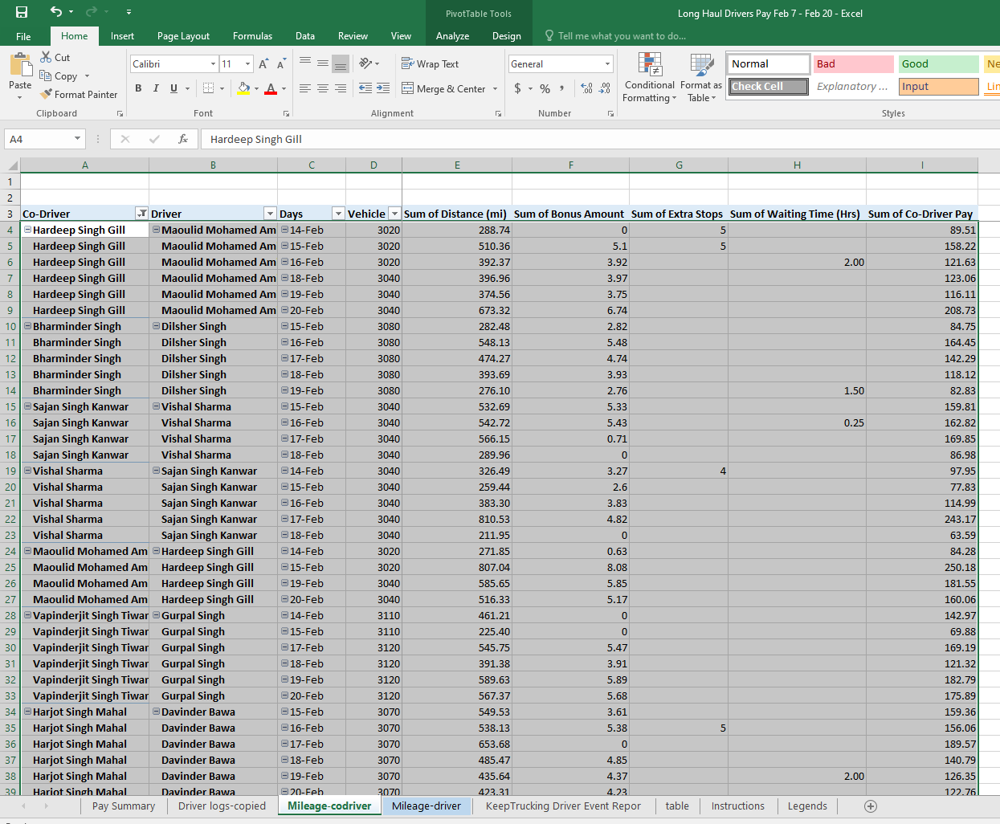 PivotTable Tools
Long Haul Drivers Pay Feb 7 - Feb 20 - Excel
File Home Insert Page Layout Formulas Data Review View Analyze Design Tell me what you want to do...
Paste Cut Copy Format Painter
Calibri 11 A A B I U A
Wrap Text Merge & Center
General $ % ,
Conditional Formatting Format as Table
Normal Bad Good Ne
Check Cell Explanatory ... Input Lin
Clipboard Font Alignment Number Styles
A4 fx Hardeep Singh Gill
A B C D E F G H I
1
2
3 Co-Driver Driver Days Vehicle Sum of Distance (mi) Sum of Bonus Amount Sum of Extra Stops Sum of Waiting Time (Hrs) Sum of Co-Driver Pay
4 Hardeep Singh Gill Maoulid Mohamed Am 14-Feb 3020 288.74 0 5 89.51
5 Hardeep Singh Gill Maoulid Mohamed Am 15-Feb 3020 510.36 5.1 5 158.22
6 Hardeep Singh Gill Maoulid Mohamed Am 16-Feb 3020 392.37 3.92 2.00 121.63
7 Hardeep Singh Gill Maoulid Mohamed Am 18-Feb 3040 396.96 3.97 123.06
8 Hardeep Singh Gill Maoulid Mohamed Am 19-Feb 3040 374.56 3.75 116.11
9 Hardeep Singh Gill Maoulid Mohamed Am 20-Feb 3040 673.32 6.74 208.73
10 Bharminder Singh Dilsher Singh 15-Feb 3080 282.48 2.82 84.75
11 Bharminder Singh Dilsher Singh 16-Feb 3080 548.13 5.48 164.45
12 Bharminder Singh Dilsher Singh 17-Feb 3080 474.27 4.74 142.29
13 Bharminder Singh Dilsher Singh 18-Feb 3080 393.69 3.93 118.12
14 Bharminder Singh Dilsher Singh 19-Feb 3080 276.10 2.76 1.50 82.83
15 Sajan Singh Kanwar Vishal Sharma 15-Feb 3040 532.69 5.33 159.81
16 Sajan Singh Kanwar Vishal Sharma 16-Feb 3040 542.72 5.43 0.25 162.82
17 Sajan Singh Kanwar Vishal Sharma 17-Feb 3040 566.15 0.71 169.85
18 Sajan Singh Kanwar Vishal Sharma 18-Feb 3040 289.96 0 86.98
19 Vishal Sharma Sajan Singh Kanwar 14-Feb 3040 326.49 3.27 4 97.95
20 Vishal Sharma Sajan Singh Kanwar 15-Feb 3040 259.44 2.6 77.83
21 Vishal Sharma Sajan Singh Kanwar 16-Feb 3040 383.30 3.83 114.99
22 Vishal Sharma Sajan Singh Kanwar 17-Feb 3040 810.53 4.82 243.17
23 Vishal Sharma Sajan Singh Kanwar 18-Feb 3040 211.95 0 63.59
24 Maoulid Mohamed Am Hardeep Singh Gill 14-Feb 3020 271.85 0.63 84.28
25 Maoulid Mohamed Am Hardeep Singh Gill 15-Feb 3020 807.04 8.08 250.18
26 Maoulid Mohamed Am Hardeep Singh Gill 19-Feb 3040 585.65 5.85 181.55
27 Maoulid Mohamed Am Hardeep Singh Gill 20-Feb 3040 516.33 5.17 160.06
28 Vapinderjit Singh Tiwar Gurpal Singh 14-Feb 3110 461.21 0 142.97
29 Vapinderjit Singh Tiwar Gurpal Singh 15-Feb 3110 225.40 0 69.88
30 Vapinderjit Singh Tiwar Gurpal Singh 17-Feb 3120 545.75 5.47 169.19
31 Vapinderjit Singh Tiwar Gurpal Singh 18-Feb 3120 391.38 3.91 121.32
32 Vapinderjit Singh Tiwar Gurpal Singh 19-Feb 3120 589.63 5.89 182.79
33 Vapinderjit Singh Tiwar Gurpal Singh 20-Feb 3120 567.37 5.68 175.89
34 Harjot Singh Mahal Davinder Bawa 15-Feb 3070 549.53 3.61 159.36
35 Harjot Singh Mahal Davinder Bawa 16-Feb 3070 538.13 5.38 5 156.06
36 Harjot Singh Mahal Davinder Bawa 17-Feb 3070 653.68 0 189.57
37 Harjot Singh Mahal Davinder Bawa 18-Feb 3070 485.47 4.85 140.79
38 Harjot Singh Mahal Davinder Bawa 19-Feb 3070 435.64 4.37 2.00 126.35
39 Harjot Singh Mahal Davinder Bawa 20-Feb 3070 423.31 4.23 122.76
Pay Summary Driver logs-copied Mileage-codriver Mileage-driver KeepTrucking Driver Event Repor table Instructions Legends